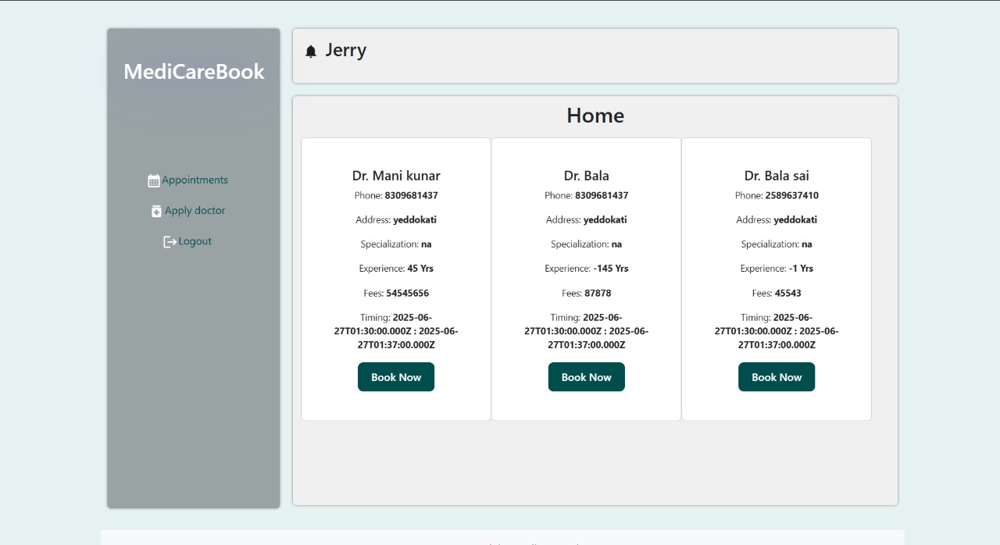 MediCareBook
Appointments
Apply doctor
Logout
Jerry
Home
Dr. Mani kunar
Phone: 8309681437
Address: yeddokati
Specialization: na
Experience: 45 Yrs
Fees: 54545656
Timing: 2025-06-
27T01:30:00.000Z : 2025-06-
27T01:37:00.000Z
Book Now
Dr. Bala
Phone: 8309681437
Address: yeddokati
Specialization: na
Experience: -145 Yrs
Fees: 87878
Timing: 2025-06-
27T01:30:00.000Z : 2025-06-
27T01:37:00.000Z
Book Now
Dr. Bala sai
Phone: 2589637410
Address: yeddokati
Specialization: na
Experience: -1 Yrs
Fees: 45543
Timing: 2025-06-
27T01:30:00.000Z : 2025-06-
27T01:37:00.000Z
Book Now